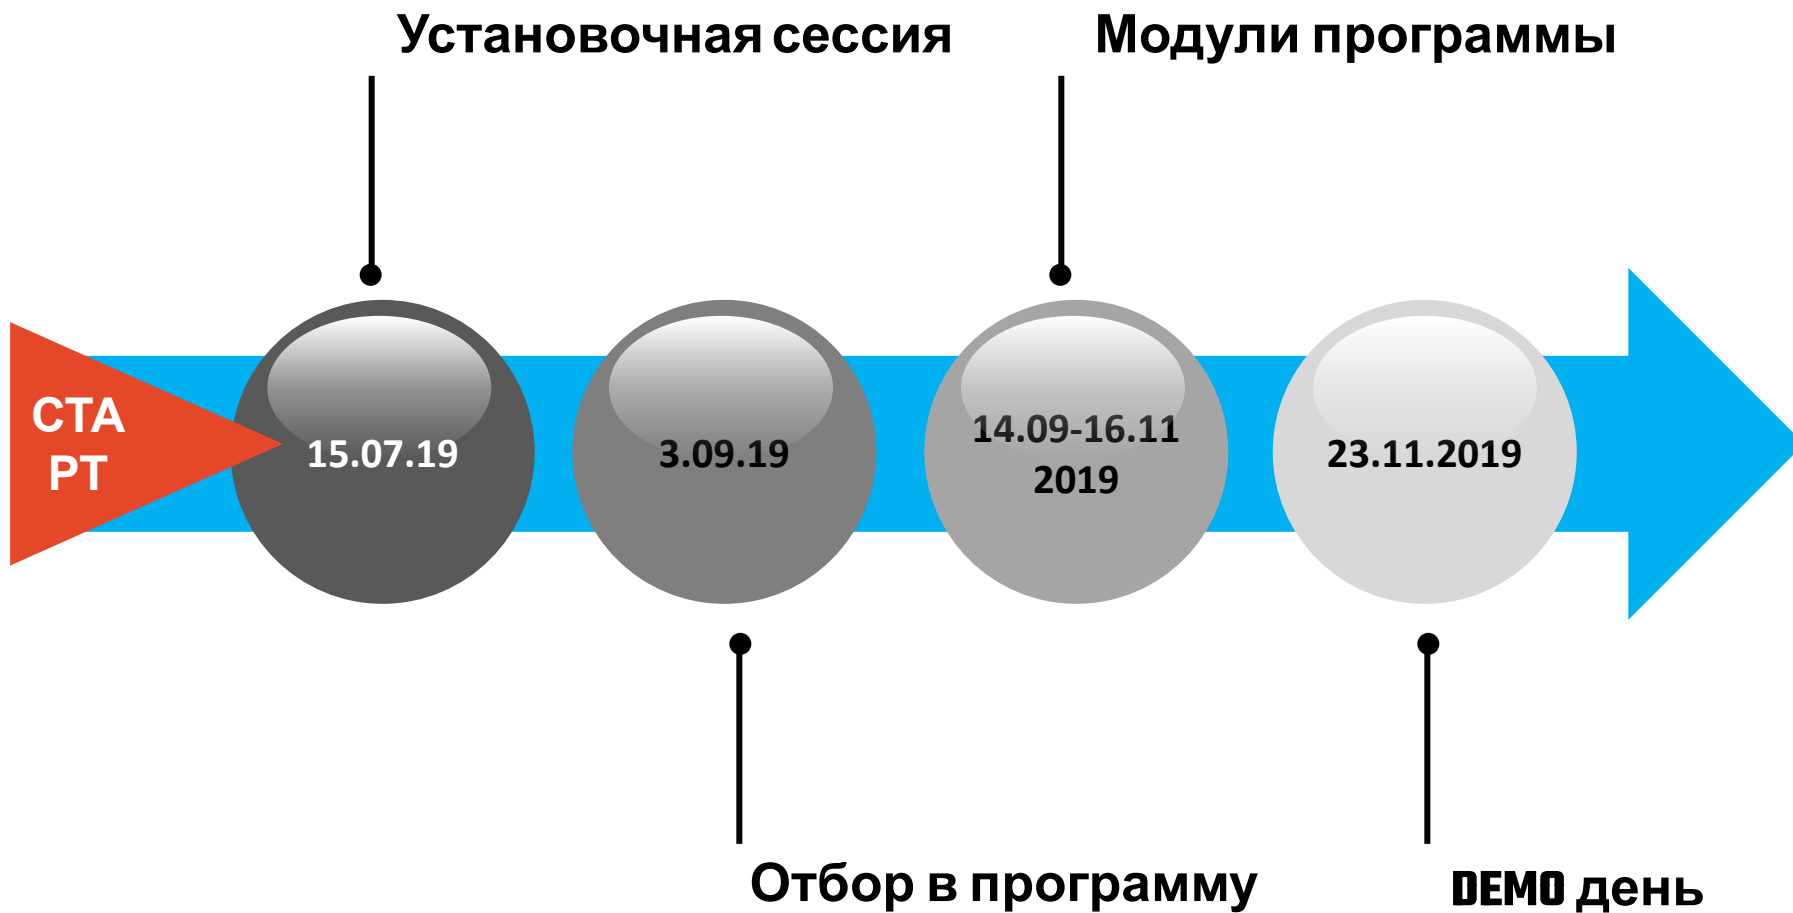 Установочная сессия
Модули программы
СТА
РТ
15.07.19
3.09.19
14.09-16.11
2019
23.11.2019
Отбор в программу
DEMO день